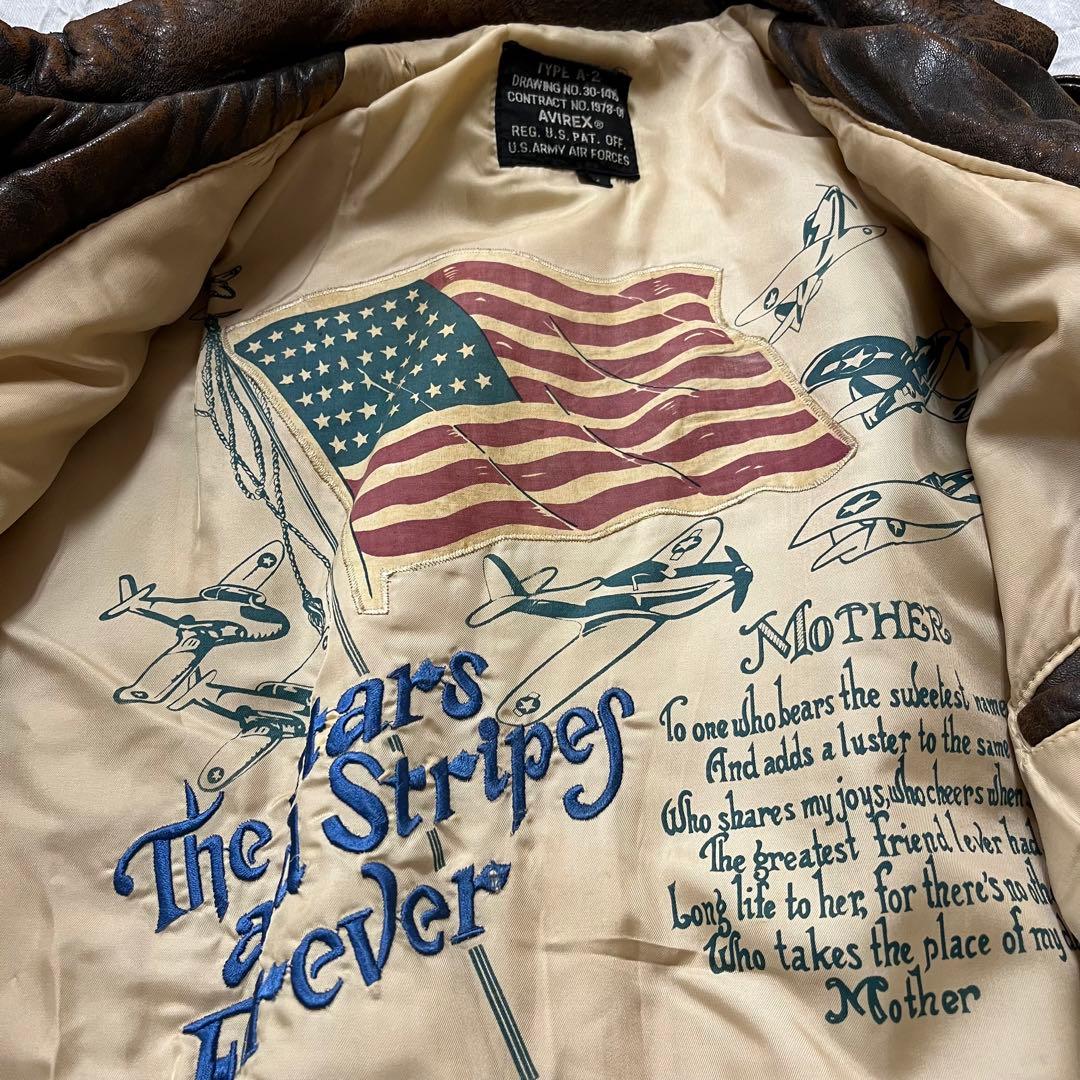 TYPE A-2
DRAWING NO. 30-1415
CONTRACT NO. 1978-01
AVIREX®
REG. U.S. PAT. OFF.
U.S. ARMY AIR FORCES
The Stars
a Stripes
Forever
MOTHER
To one who bears the sweetest name
And adds a luster to the same
Who shares my joys, who cheers when
The greatest friend I ever had
Long life to her, for there's no
Who takes the place of my
Mother